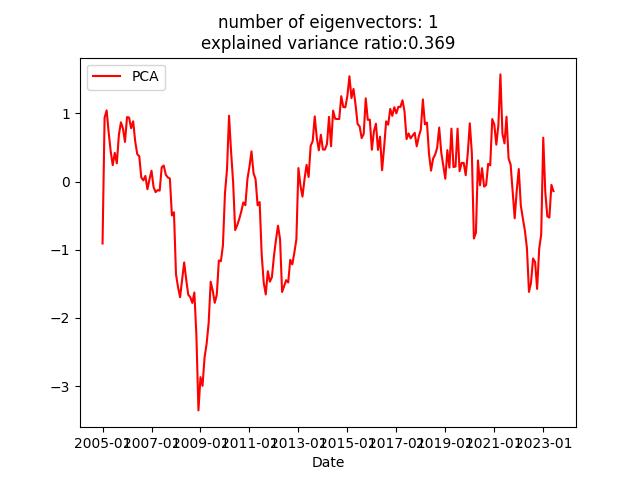 number of eigenvectors: 1
explained variance ratio:0.369
PCA
1
0
−1
−2
−3
2005-01 2007-01 2009-01 2011-01 2013-01 2015-01 2017-01 2019-01 2021-01 2023-01
Date